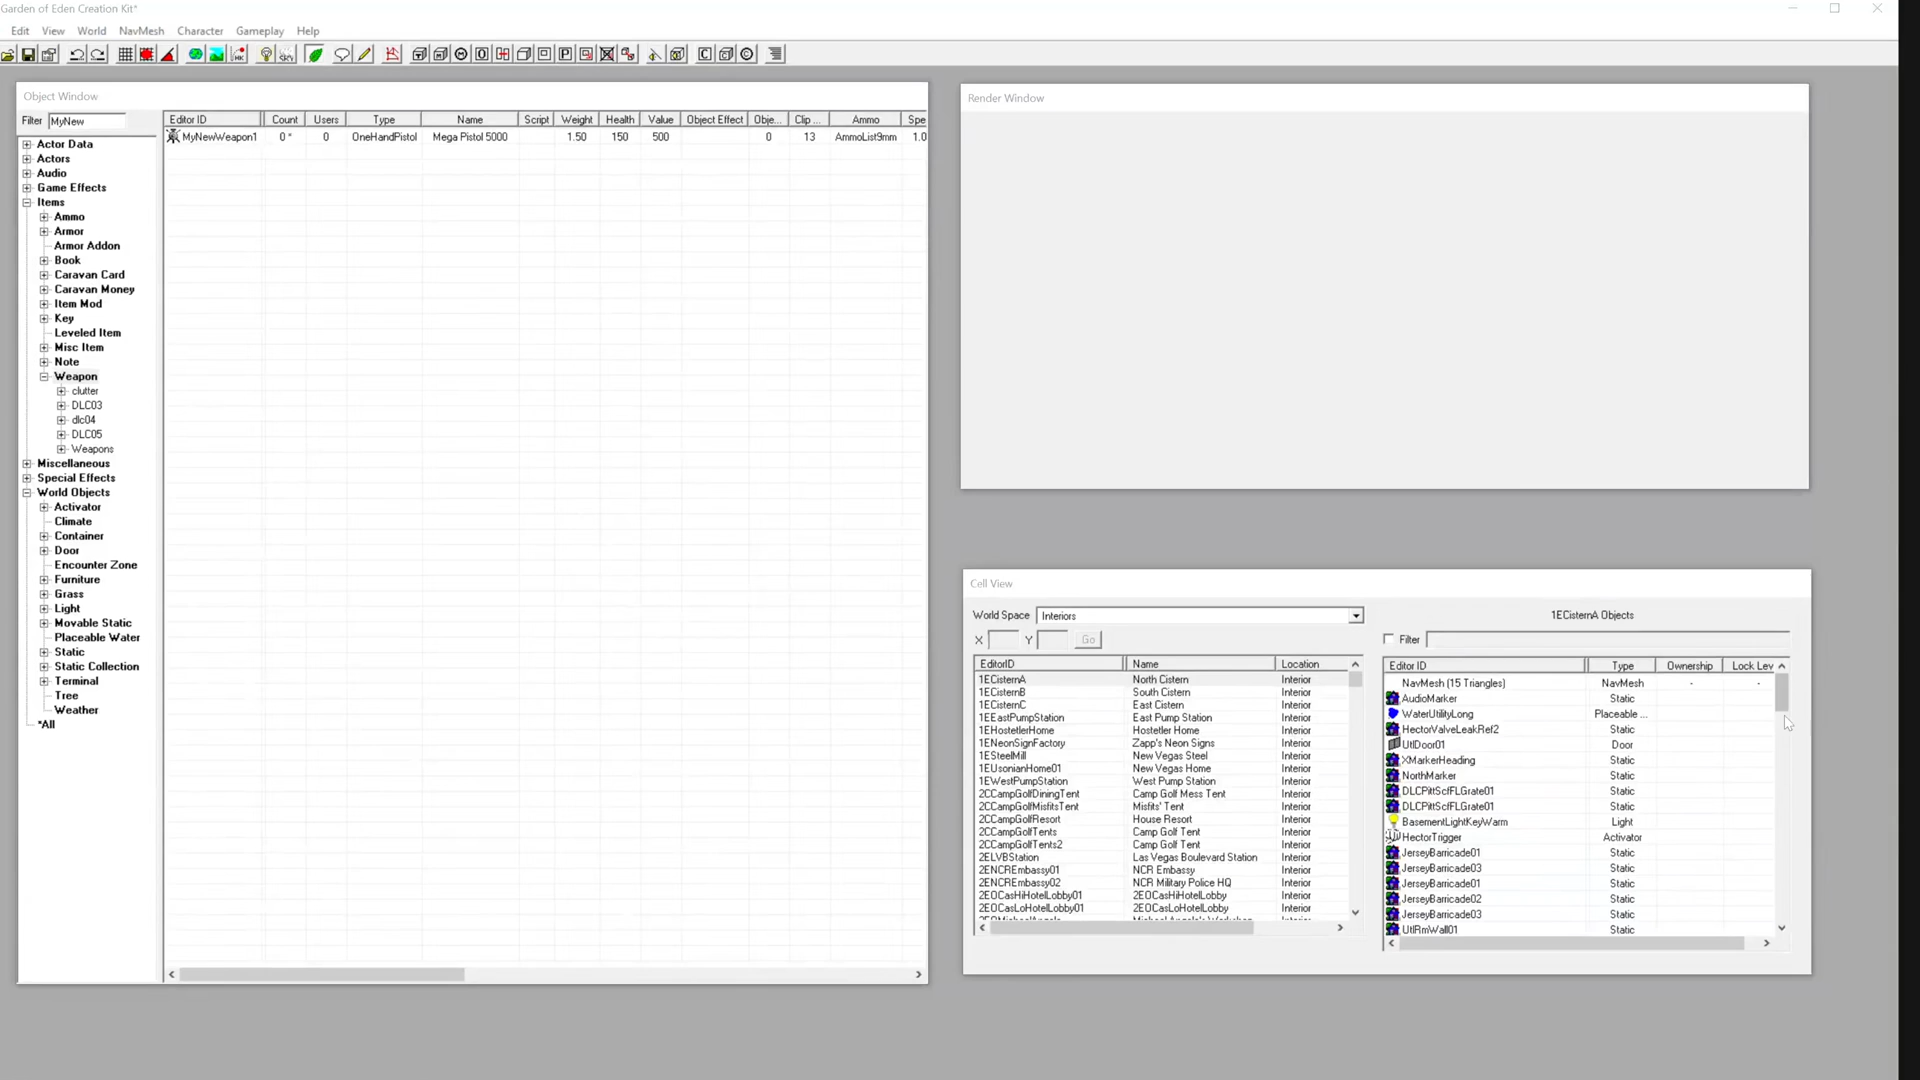 Garden of Eden Creation Kit*
Edit View World NavMesh Character Gameplay Help
Object Window
Filter MyNew
Editor ID Count Users Type Name Script Weight Health Value Object Effect Obje... Clip ... Ammo Spe
MyNewWeapon1 0 * 0 OneHandPistol Mega Pistol 5000 1.50 150 500 0 13 AmmoList9mm 1.0
Actor Data
Actors
Audio
Game Effects
Items
Ammo
Armor
Armor Addon
Book
Caravan Card
Caravan Money
Item Mod
Key
Leveled Item
Misc Item
Note
Weapon
clutter
DLC03
dlc04
DLC05
Weapons
Miscellaneous
Special Effects
World Objects
Activator
Climate
Container
Door
Encounter Zone
Furniture
Grass
Light
Movable Static
Placeable Water
Static
Static Collection
Terminal
Tree
Weather
*All
Render Window
Cell View
World Space Interiors
X Y Go
EditorID Name Location
1ECisternA North Cistern Interior
1ECisternB South Cistern Interior
1ECisternC East Cistern Interior
1EEastPumpStation East Pump Station Interior
1EHostetlerHome Hostetler Home Interior
1ENeonSignFactory Zapp's Neon Signs Interior
1ESteelMill New Vegas Steel Interior
1EUsonianHome01 New Vegas Home Interior
1EWestPumpStation West Pump Station Interior
2CCampGolfDiningTent Camp Golf Mess Tent Interior
2CCampGolfMisfitsTent Misfits' Tent Interior
2CCampGolfResort House Resort Interior
2CCampGolfTents Camp Golf Tent Interior
2CCampGolfTents2 Camp Golf Tent Interior
2ELVBStation Las Vegas Boulevard Station Interior
2ENCREmbassy01 NCR Embassy Interior
2ENCREmbassy02 NCR Military Police HQ Interior
2EOCasHiHotelLobby01 2EOCasHiHotelLobby Interior
2EOCasLoHotelLobby01 2EOCasLoHotelLobby Interior
1ECisternA Objects
Filter
Editor ID Type Ownership Lock Lev
NavMesh (15 Triangles) NavMesh - -
AudioMarker Static
WaterUtilityLong Placeable ...
HectorValveLeakRef2 Static
UtlDoor01 Door
XMarkerHeading Static
NorthMarker Static
DLCPittScfFLGrate01 Static
DLCPittScfFLGrate01 Static
BasementLightKeyWarm Light
HectorTrigger Activator
JerseyBarricade01 Static
JerseyBarricade03 Static
JerseyBarricade01 Static
JerseyBarricade02 Static
JerseyBarricade03 Static
UtlRmWall01 Static